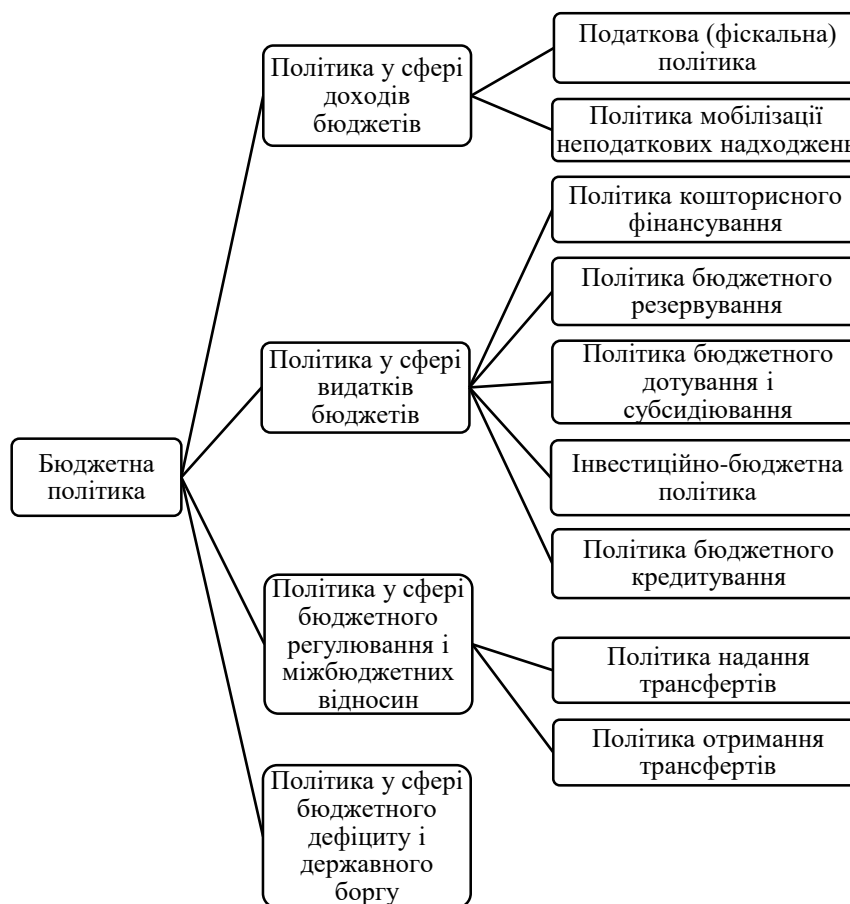 Бюджетна
політика
Політика у сфері
доходів
бюджетів
Податкова (фіскальна)
політика
Політика мобілізації
неподаткових надходжень
Політика у сфері
видатків
бюджетів
Політика кошторисного
фінансування
Політика бюджетного
резервування
Політика бюджетного
дотування і
субсидіювання
Інвестиційно-бюджетна
політика
Політика бюджетного
кредитування
Політика у сфері
бюджетного
регулювання і
міжбюджетних
відносин
Політика надання
трансфертів
Політика отримання
трансфертів
Політика у сфері
бюджетного
дефіциту і
державного
боргу